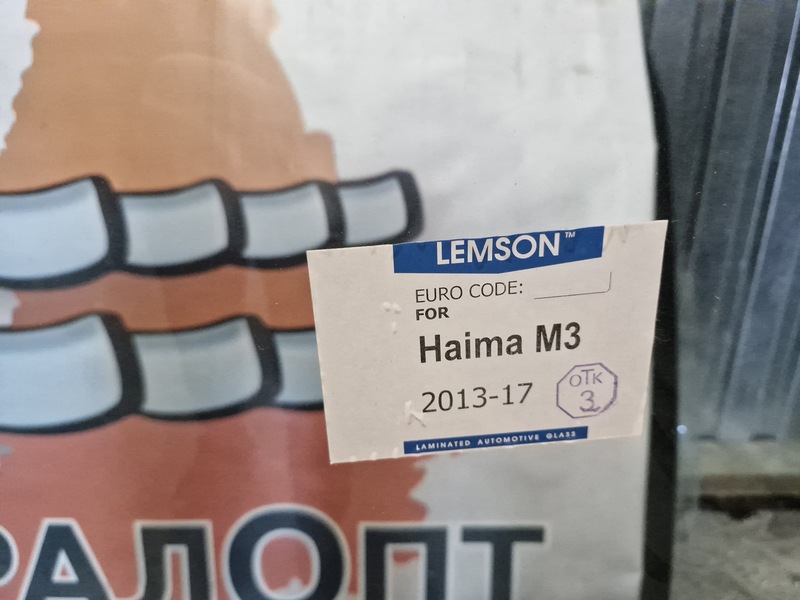 LEMSON™
EURO CODE:
FOR
Haima M3
2013-17
ОТК
3
LAMINATED AUTOMOTIVE GLASS
РАЛОПТ